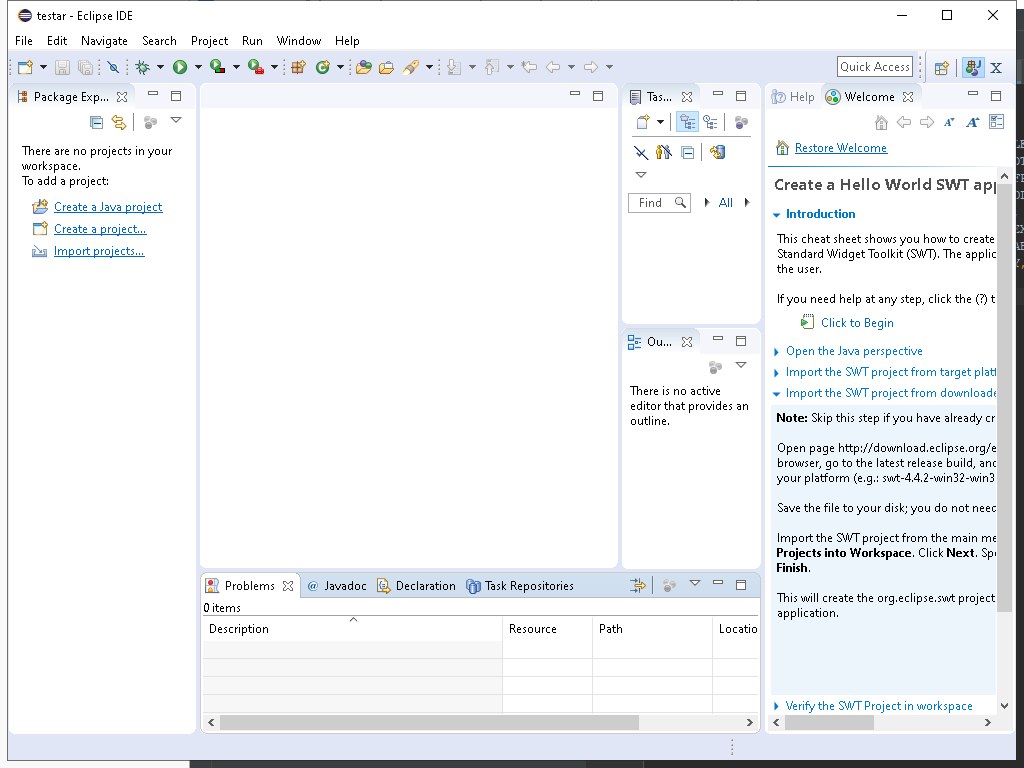 testar - Eclipse IDE
File Edit Navigate Search Project Run Window Help
Quick Access
Package Exp...
There are no projects in your
workspace.
To add a project:
Create a Java project
Create a project...
Import projects...
Tas...
Find
All
Ou...
There is no active
editor that provides an
outline.
Help
Welcome
Restore Welcome
Create a Hello World SWT app
Introduction
This cheat sheet shows you how to create
Standard Widget Toolkit (SWT). The applic
the user.
If you need help at any step, click the (?) t
Click to Begin
Open the Java perspective
Import the SWT project from target platf
Import the SWT project from downloade
Note: Skip this step if you have already cr
Open page http://download.eclipse.org/e
browser, go to the latest release build, and
your platform (e.g.: swt-4.4.2-win32-win3
Save the file to your disk; you do not need
Import the SWT project from the main me
Projects into Workspace. Click Next. Spe
Finish.
This will create the org.eclipse.swt project
application.
Verify the SWT Project in workspace
Problems
@ Javadoc
Declaration
Task Repositories
0 items
Description Resource Path Locatio